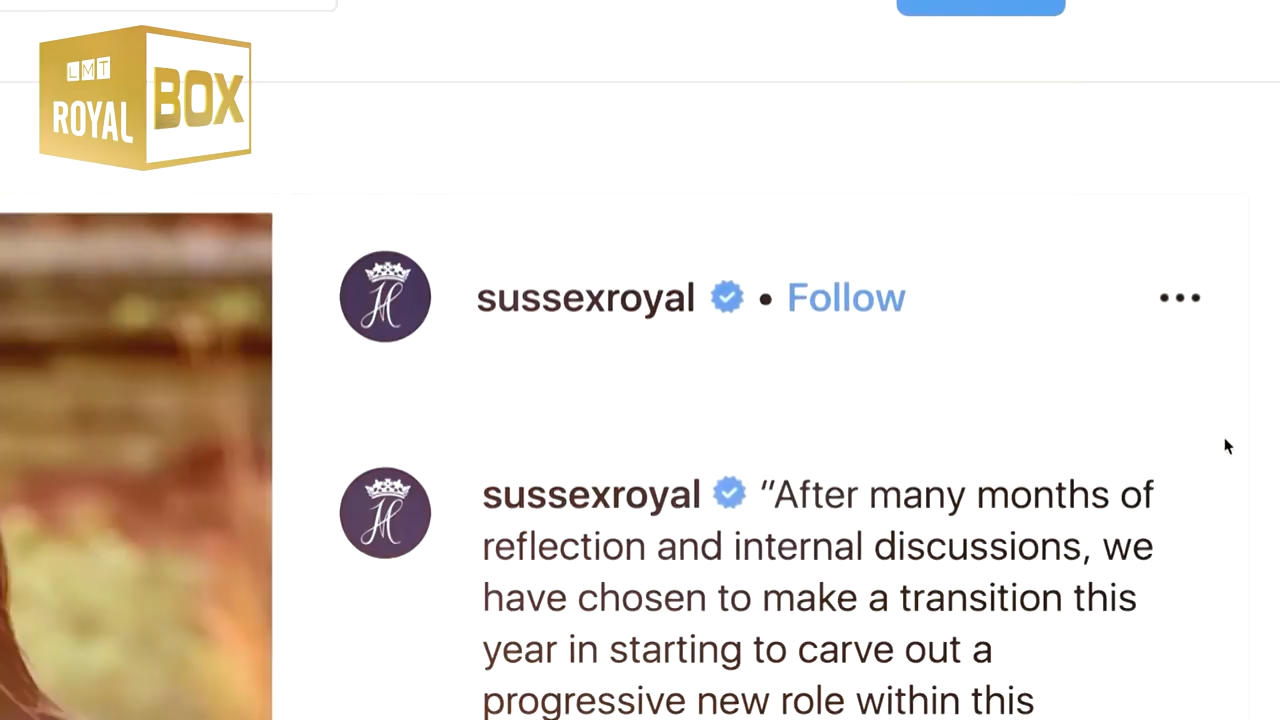 LMT
ROYAL
BOX
sussexroyal • Follow
sussexroyal “After many months of
reflection and internal discussions, we
have chosen to make a transition this
year in starting to carve out a
progressive new role within this